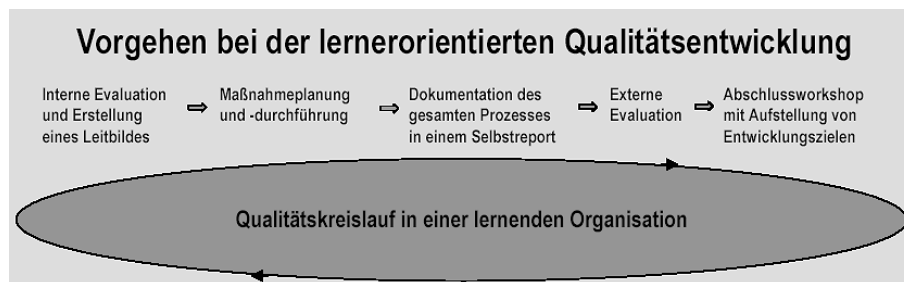 Vorgehen bei der lernerorientierten Qualitätsentwicklung
Interne Evaluation
und Erstellung
eines Leitbildes
Maßnahmeplanung
und -durchführung
Dokumentation des
gesamten Prozesses
in einem Selbstreport
Externe
Evaluation
Abschlussworkshop
mit Aufstellung von
Entwicklungszielen
Qualitätskreislauf in einer lernenden Organisation